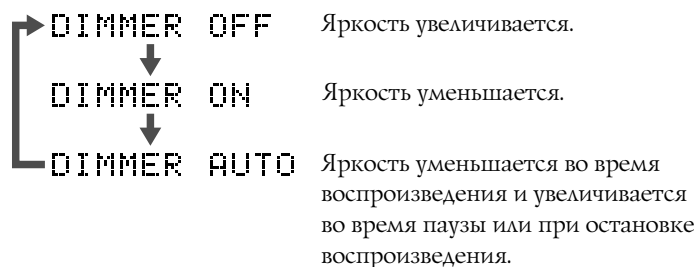 DIMMER OFF Яркость увеличивается.
DIMMER ON Яркость уменьшается.
DIMMER AUTO Яркость уменьшается во время
воспроизведения и увеличивается
во время паузы или при остановке
воспроизведения.